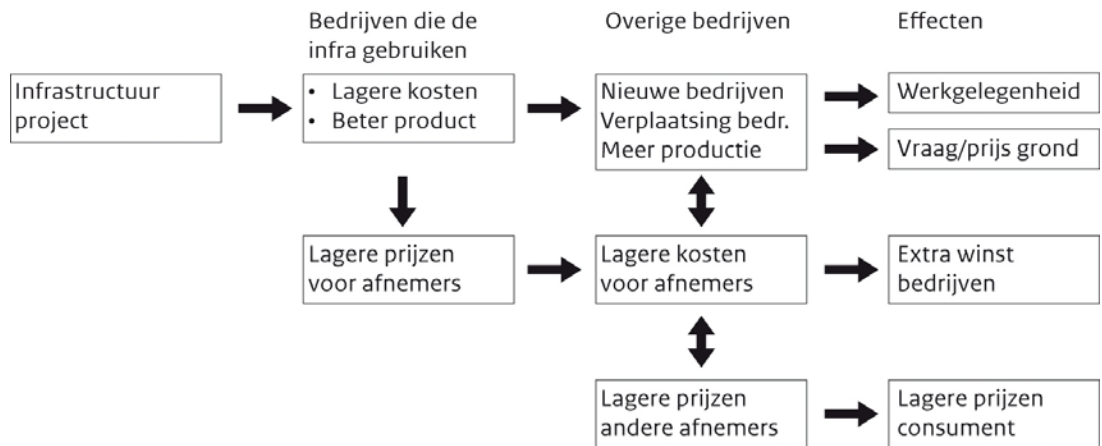 Bedrijven die de
infra gebruiken
Overige bedrijven
Effecten
Infrastructuur
project
• Lagere kosten
• Beter product
Nieuwe bedrijven
Verplaatsing bedr.
Meer productie
Werkgelegenheid
Vraag/prijs grond
Lagere prijzen
voor afnemers
Lagere kosten
voor afnemers
Extra winst
bedrijven
Lagere prijzen
andere afnemers
Lagere prijzen
consument